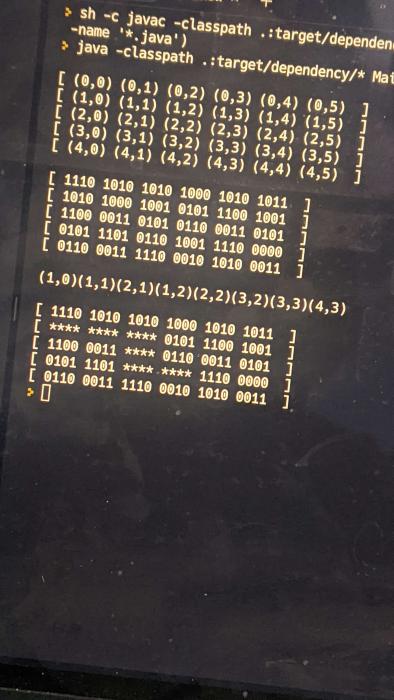 > sh -c javac -classpath .:target/dependen
-name '*.java')
> java -classpath .:target/dependency/* Mai
[ (0,0) (0,1) (0,2) (0,3) (0,4) (0,5) ]
[ (1,0) (1,1) (1,2) (1,3) (1,4) (1,5) ]
[ (2,0) (2,1) (2,2) (2,3) (2,4) (2,5) ]
[ (3,0) (3,1) (3,2) (3,3) (3,4) (3,5) ]
[ (4,0) (4,1) (4,2) (4,3) (4,4) (4,5) ]
[ 1110 1010 1010 1000 1010 1011 ]
[ 1010 1000 1001 0101 1100 1001 ]
[ 1100 0011 0101 0110 0011 0101 ]
[ 0101 1101 0110 1001 1110 0000 ]
[ 0110 0011 1110 0010 1010 0011 ]
(1,0)(1,1)(2,1)(1,2)(2,2)(3,2)(3,3)(4,3)
[ 1110 1010 1010 1000 1010 1011 ]
[ **** **** **** 0101 1100 1001 ]
[ 1100 0011 **** 0110 0011 0101 ]
[ 0101 1101 **** **** 1110 0000 ]
[ 0110 0011 1110 0010 1010 0011 ]
>